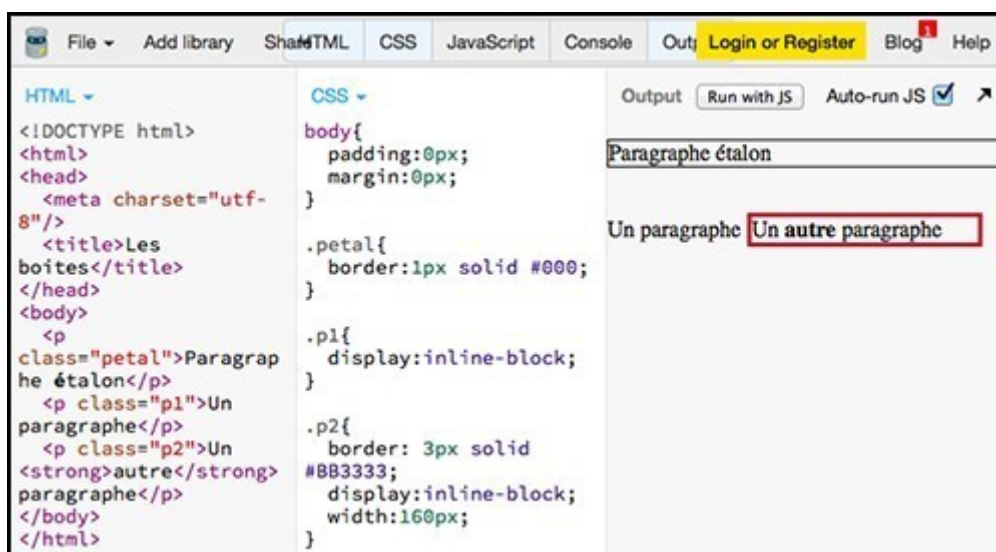 File Add library Share HTML CSS JavaScript Console Outp Login or Register Blog 1 Help
HTML
<!DOCTYPE html>
<html>
<head>
<meta charset="utf-
8"/>
<title>Les
boites</title>
</head>
<body>
<p
class="petal">Paragrap
he étalon</p>
<p class="p1">Un
paragraphe</p>
<p class="p2">Un
<strong>autre</strong>
paragraphe</p>
</body>
</html>
CSS
body{
padding:0px;
margin:0px;
}
.petal{
border:1px solid #000;
}
.p1{
display:inline-block;
}
.p2{
border: 3px solid
#BB3333;
display:inline-block;
width:160px;
}
Output Run with JS Auto-run JS
Paragraphe étalon
Un paragraphe Un autre paragraphe